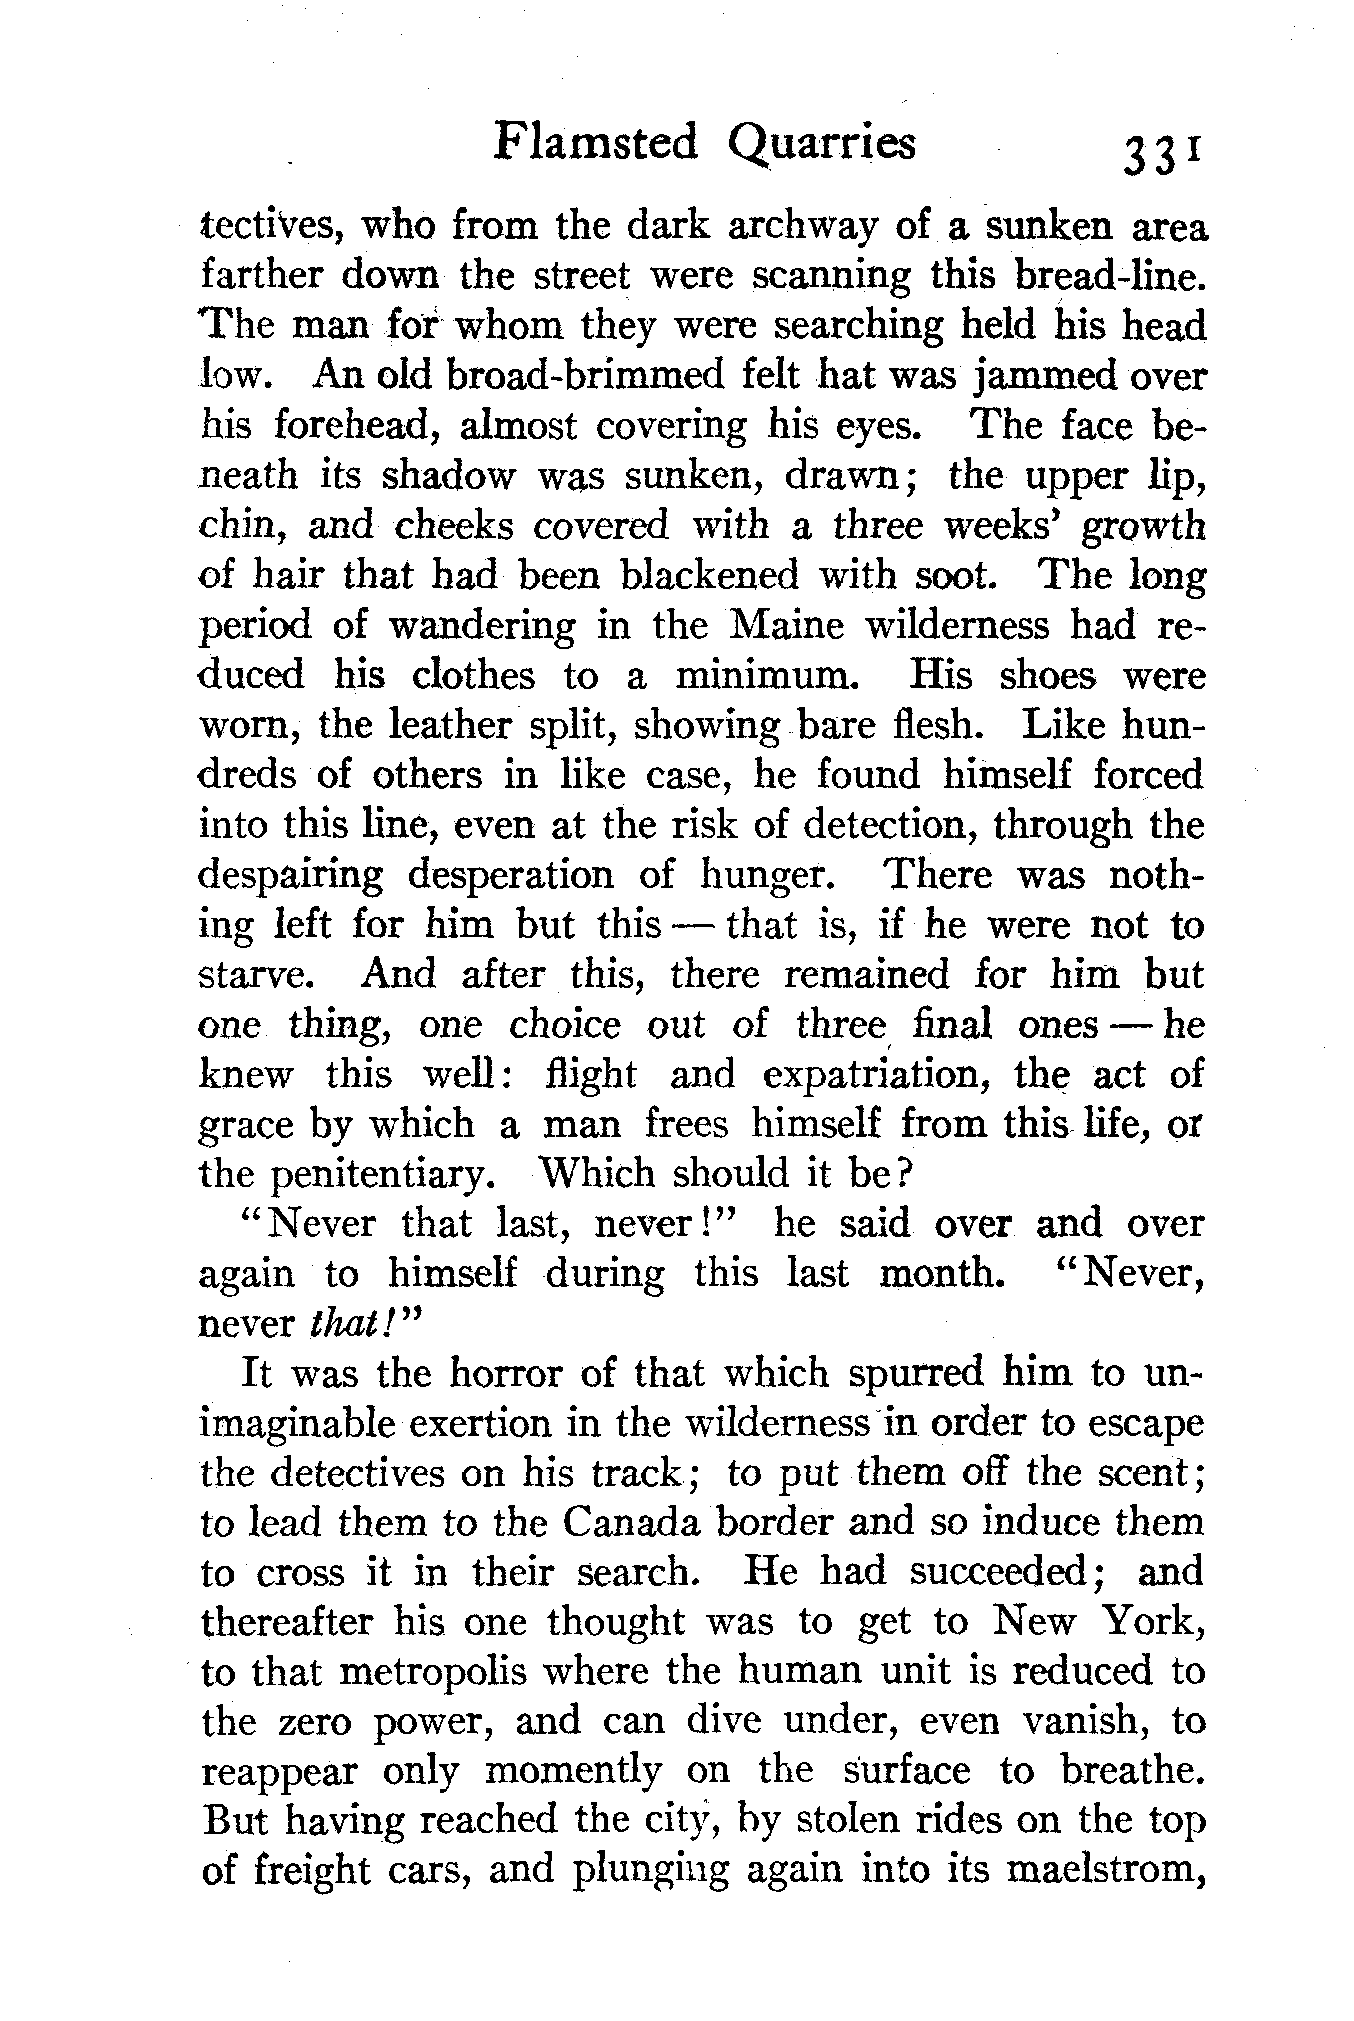 Flamsted Quarries 331
tectives, who from the dark archway of a sunken area
farther down the street were scanning this bread-line.
The man for whom they were searching held his head
low. An old broad-brimmed felt hat was jammed over
his forehead, almost covering his eyes. The face be-
neath its shadow was sunken, drawn; the upper lip,
chin, and cheeks covered with a three weeks' growth
of hair that had been blackened with soot. The long
period of wandering in the Maine wilderness had re-
duced his clothes to a minimum. His shoes were
worn, the leather split, showing bare flesh. Like hun-
dreds of others in like case, he found himself forced
into this line, even at the risk of detection, through the
despairing desperation of hunger. There was noth-
ing left for him but this — that is, if he were not to
starve. And after this, there remained for him but
one thing, one choice out of three final ones — he
knew this well: flight and expatriation, the act of
grace by which a man frees himself from this life, or
the penitentiary. Which should it be?
"Never that last, never!" he said over and over
again to himself during this last month. "Never,
never that!"
It was the horror of that which spurred him to un-
imaginable exertion in the wilderness in order to escape
the detectives on his track; to put them off the scent;
to lead them to the Canada border and so induce them
to cross it in their search. He had succeeded; and
thereafter his one thought was to get to New York,
to that metropolis where the human unit is reduced to
the zero power, and can dive under, even vanish, to
reappear only momently on the surface to breathe.
But having reached the city, by stolen rides on the top
of freight cars, and plunging again into its maelstrom,